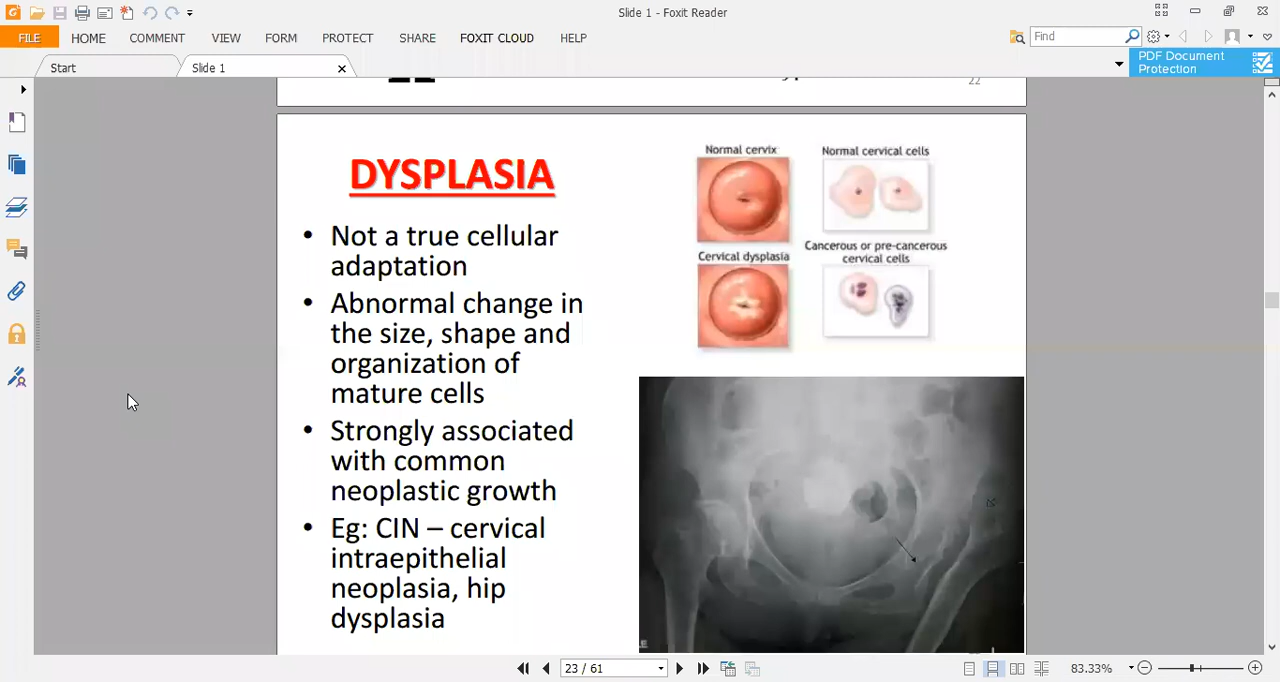 Slide 1 - Foxit Reader
FILE HOME COMMENT VIEW FORM PROTECT SHARE FOXIT CLOUD HELP
Find
Start
Slide 1
PDF Document
Protection
22
DYSPLASIA
• Not a true cellular
adaptation
• Abnormal change in
the size, shape and
organization of
mature cells
• Strongly associated
with common
neoplastic growth
• Eg: CIN – cervical
intraepithelial
neoplasia, hip
dysplasia
Normal cervix
Normal cervical cells
Cervical dysplasia
Cancerous or pre-cancerous
cervical cells
23 / 61
83.33%